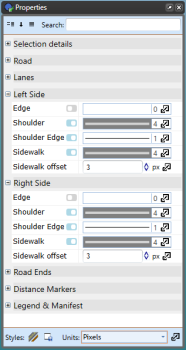 Properties
Search:
Selection details
Road
Lanes
Left Side
Edge 0
Shoulder 4
Shoulder Edge 1
Sidewalk 4
Sidewalk offset 3 px
Right Side
Edge 0
Shoulder 4
Shoulder Edge 1
Sidewalk 4
Sidewalk offset 3 px
Road Ends
Distance Markers
Legend & Manifest
Styles: Units: Pixels